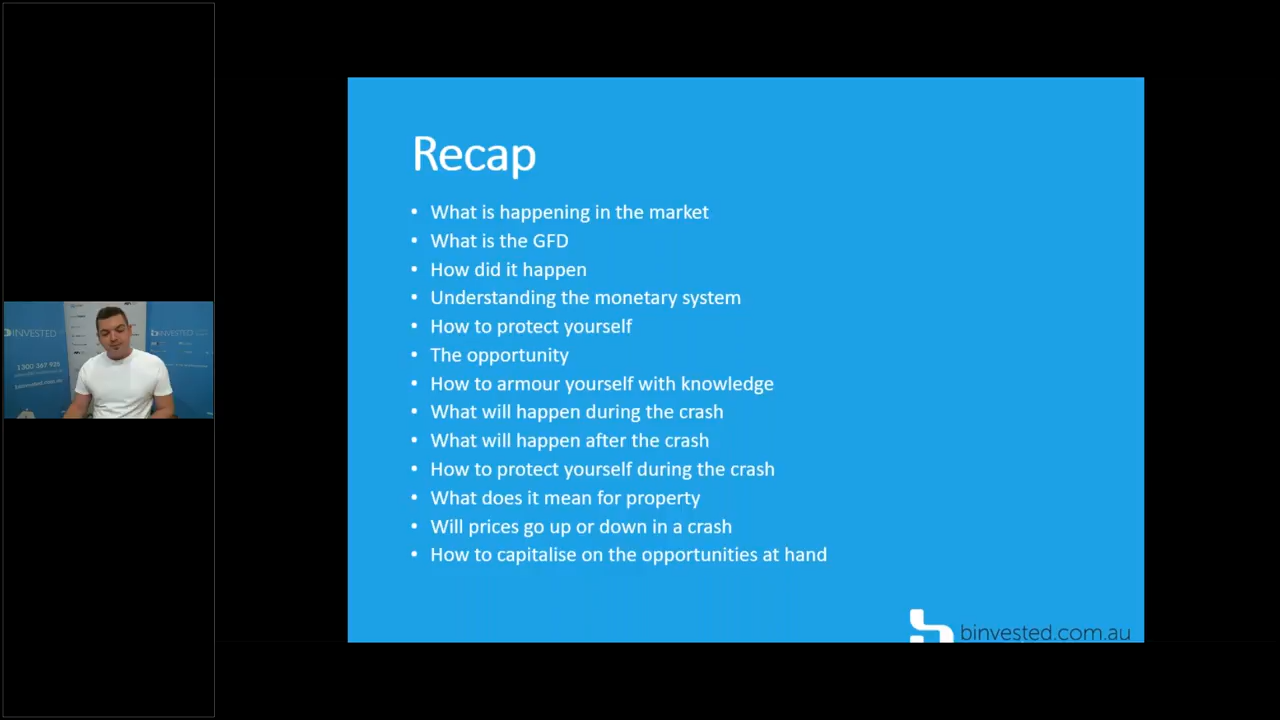 Recap
• What is happening in the market
• What is the GFD
• How did it happen
• Understanding the monetary system
• How to protect yourself
• The opportunity
• How to armour yourself with knowledge
• What will happen during the crash
• What will happen after the crash
• How to protect yourself during the crash
• What does it mean for property
• Will prices go up or down in a crash
• How to capitalise on the opportunities at hand
binvested.com.au
INVESTED
INVESTED